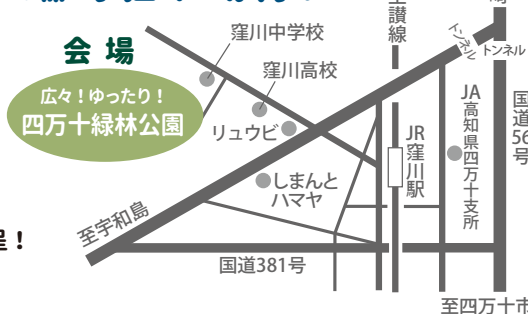 会場
広々！ゆったり！
四万十緑林公園
窪川中学校
窪川高校
リュウビ
しまんと
ハマヤ
至宇和島
国道381号
土讃線
JR窪川駅
JA
高知県四万十支所
トンネル
トンネル
国道56号
至四万十市
！